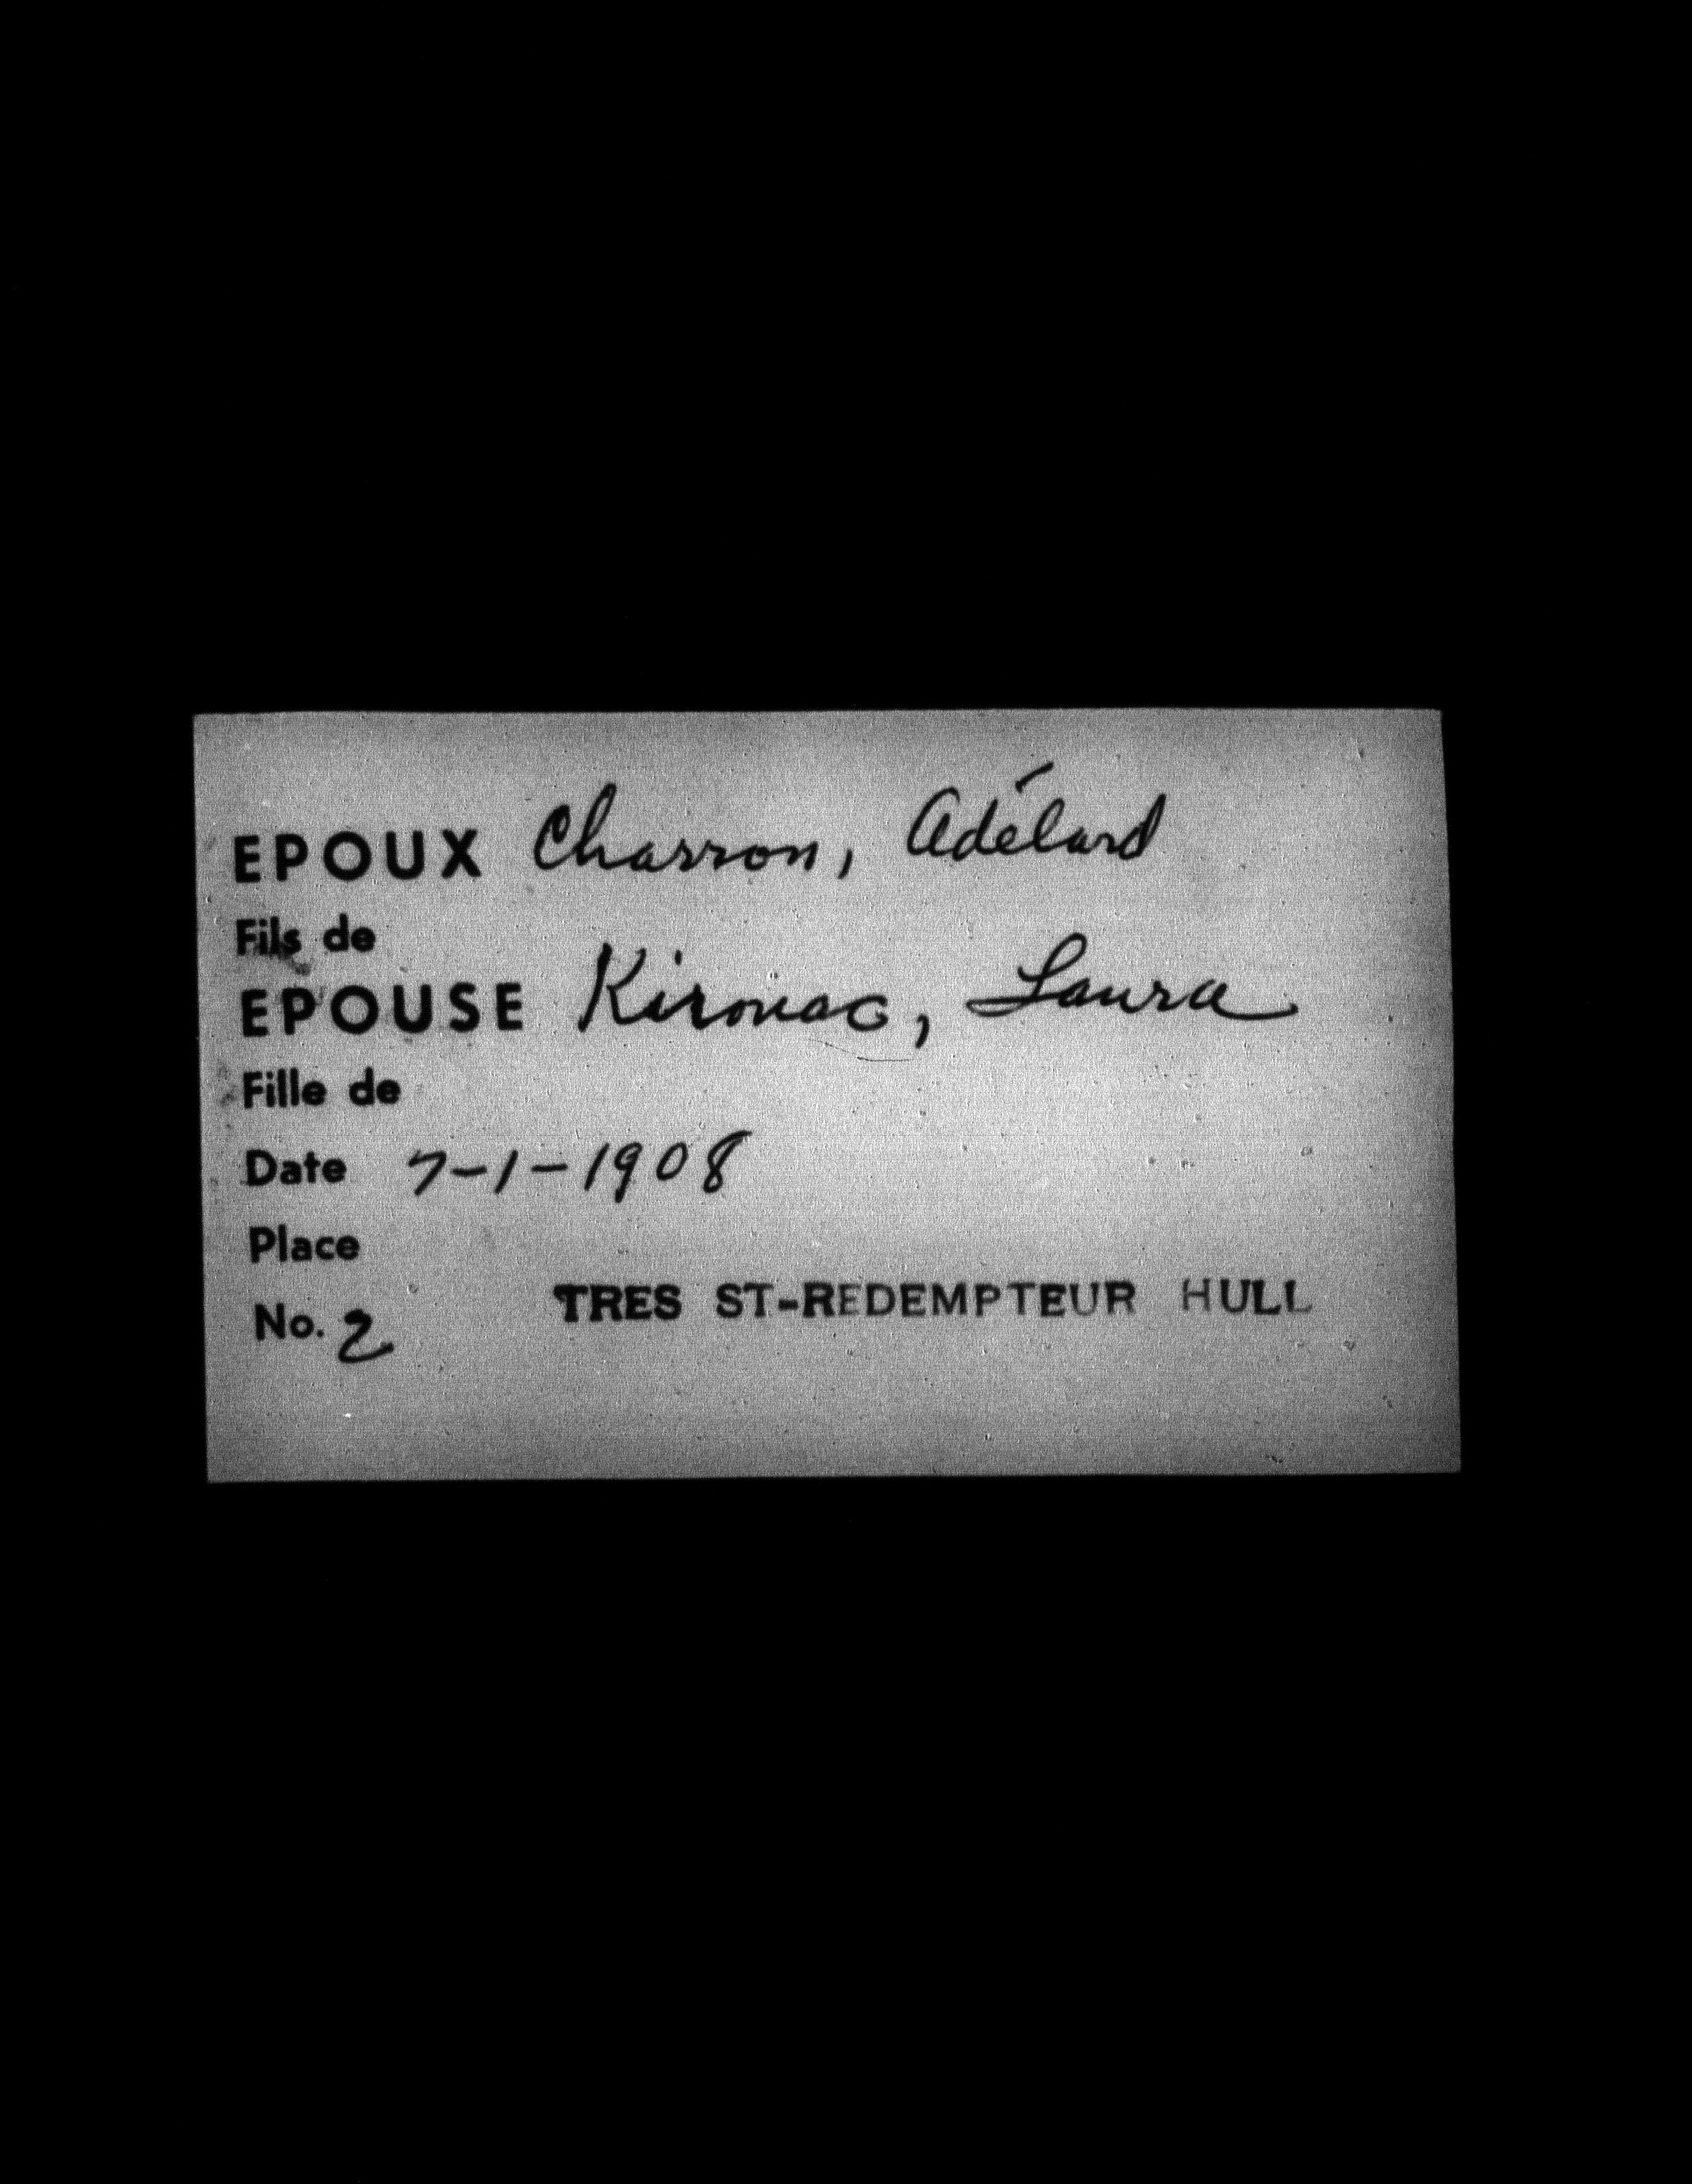 EPOUX Charron, Adélard
Fils de
EPOUSE Kirouac, Laura
Fille de
Date 7-1-1908
Place
TRES ST-REDEMPTEUR HULL
No. 2